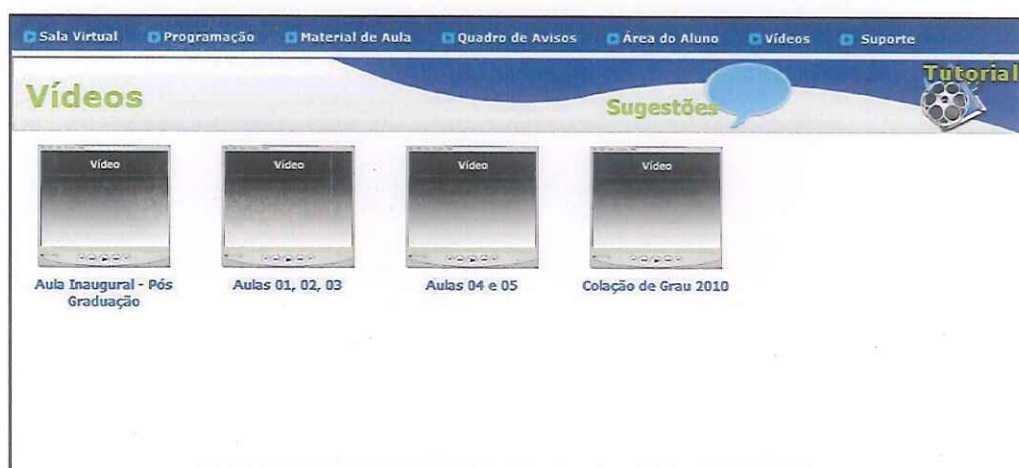 Sala Virtual Programação Material de Aula Quadro de Avisos Área do Aluno Vídeos Suporte
Tutorial
Vídeos
Sugestões
Vídeo Vídeo Vídeo Vídeo
Aula Inaugural - Pós Graduação
Aulas 01, 02, 03
Aulas 04 e 05
Colação de Grau 2010